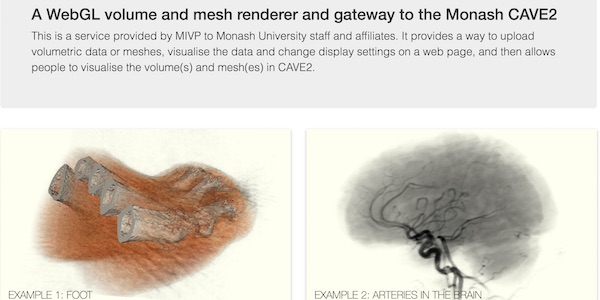 A WebGL volume and mesh renderer and gateway to the Monash CAVE2
This is a service provided by MIVP to Monash University staff and affiliates. It provides a way to upload
volumetric data or meshes, visualise the data and change display settings on a web page, and then allows
people to visualise the volume(s) and mesh(es) in CAVE2.
EXAMPLE 1: FOOT
EXAMPLE 2: ARTERIES IN THE BRAIN